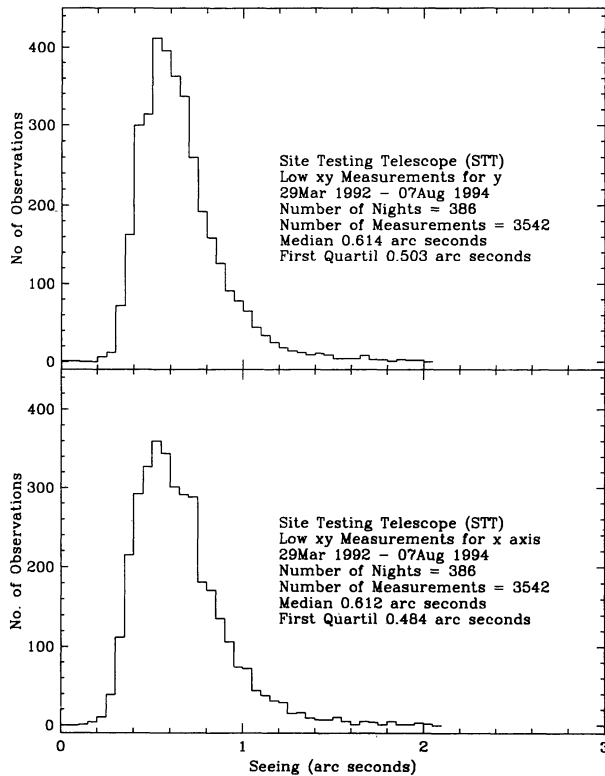 400
300
200
100
0
No of Observations
Site Testing Telescope (STT)
Low xy Measurements for y
29Mar 1992 – 07Aug 1994
Number of Nights = 386
Number of Measurements = 3542
Median 0.614 arc seconds
First Quartil 0.503 arc seconds
400
300
200
100
0
No. of Observations
Site Testing Telescope (STT)
Low xy Measurements for x axis
29Mar 1992 – 07Aug 1994
Number of Nights = 386
Number of Measurements = 3542
Median 0.612 arc seconds
First Quartil 0.484 arc seconds
0 1 2 3
Seeing (arc seconds)